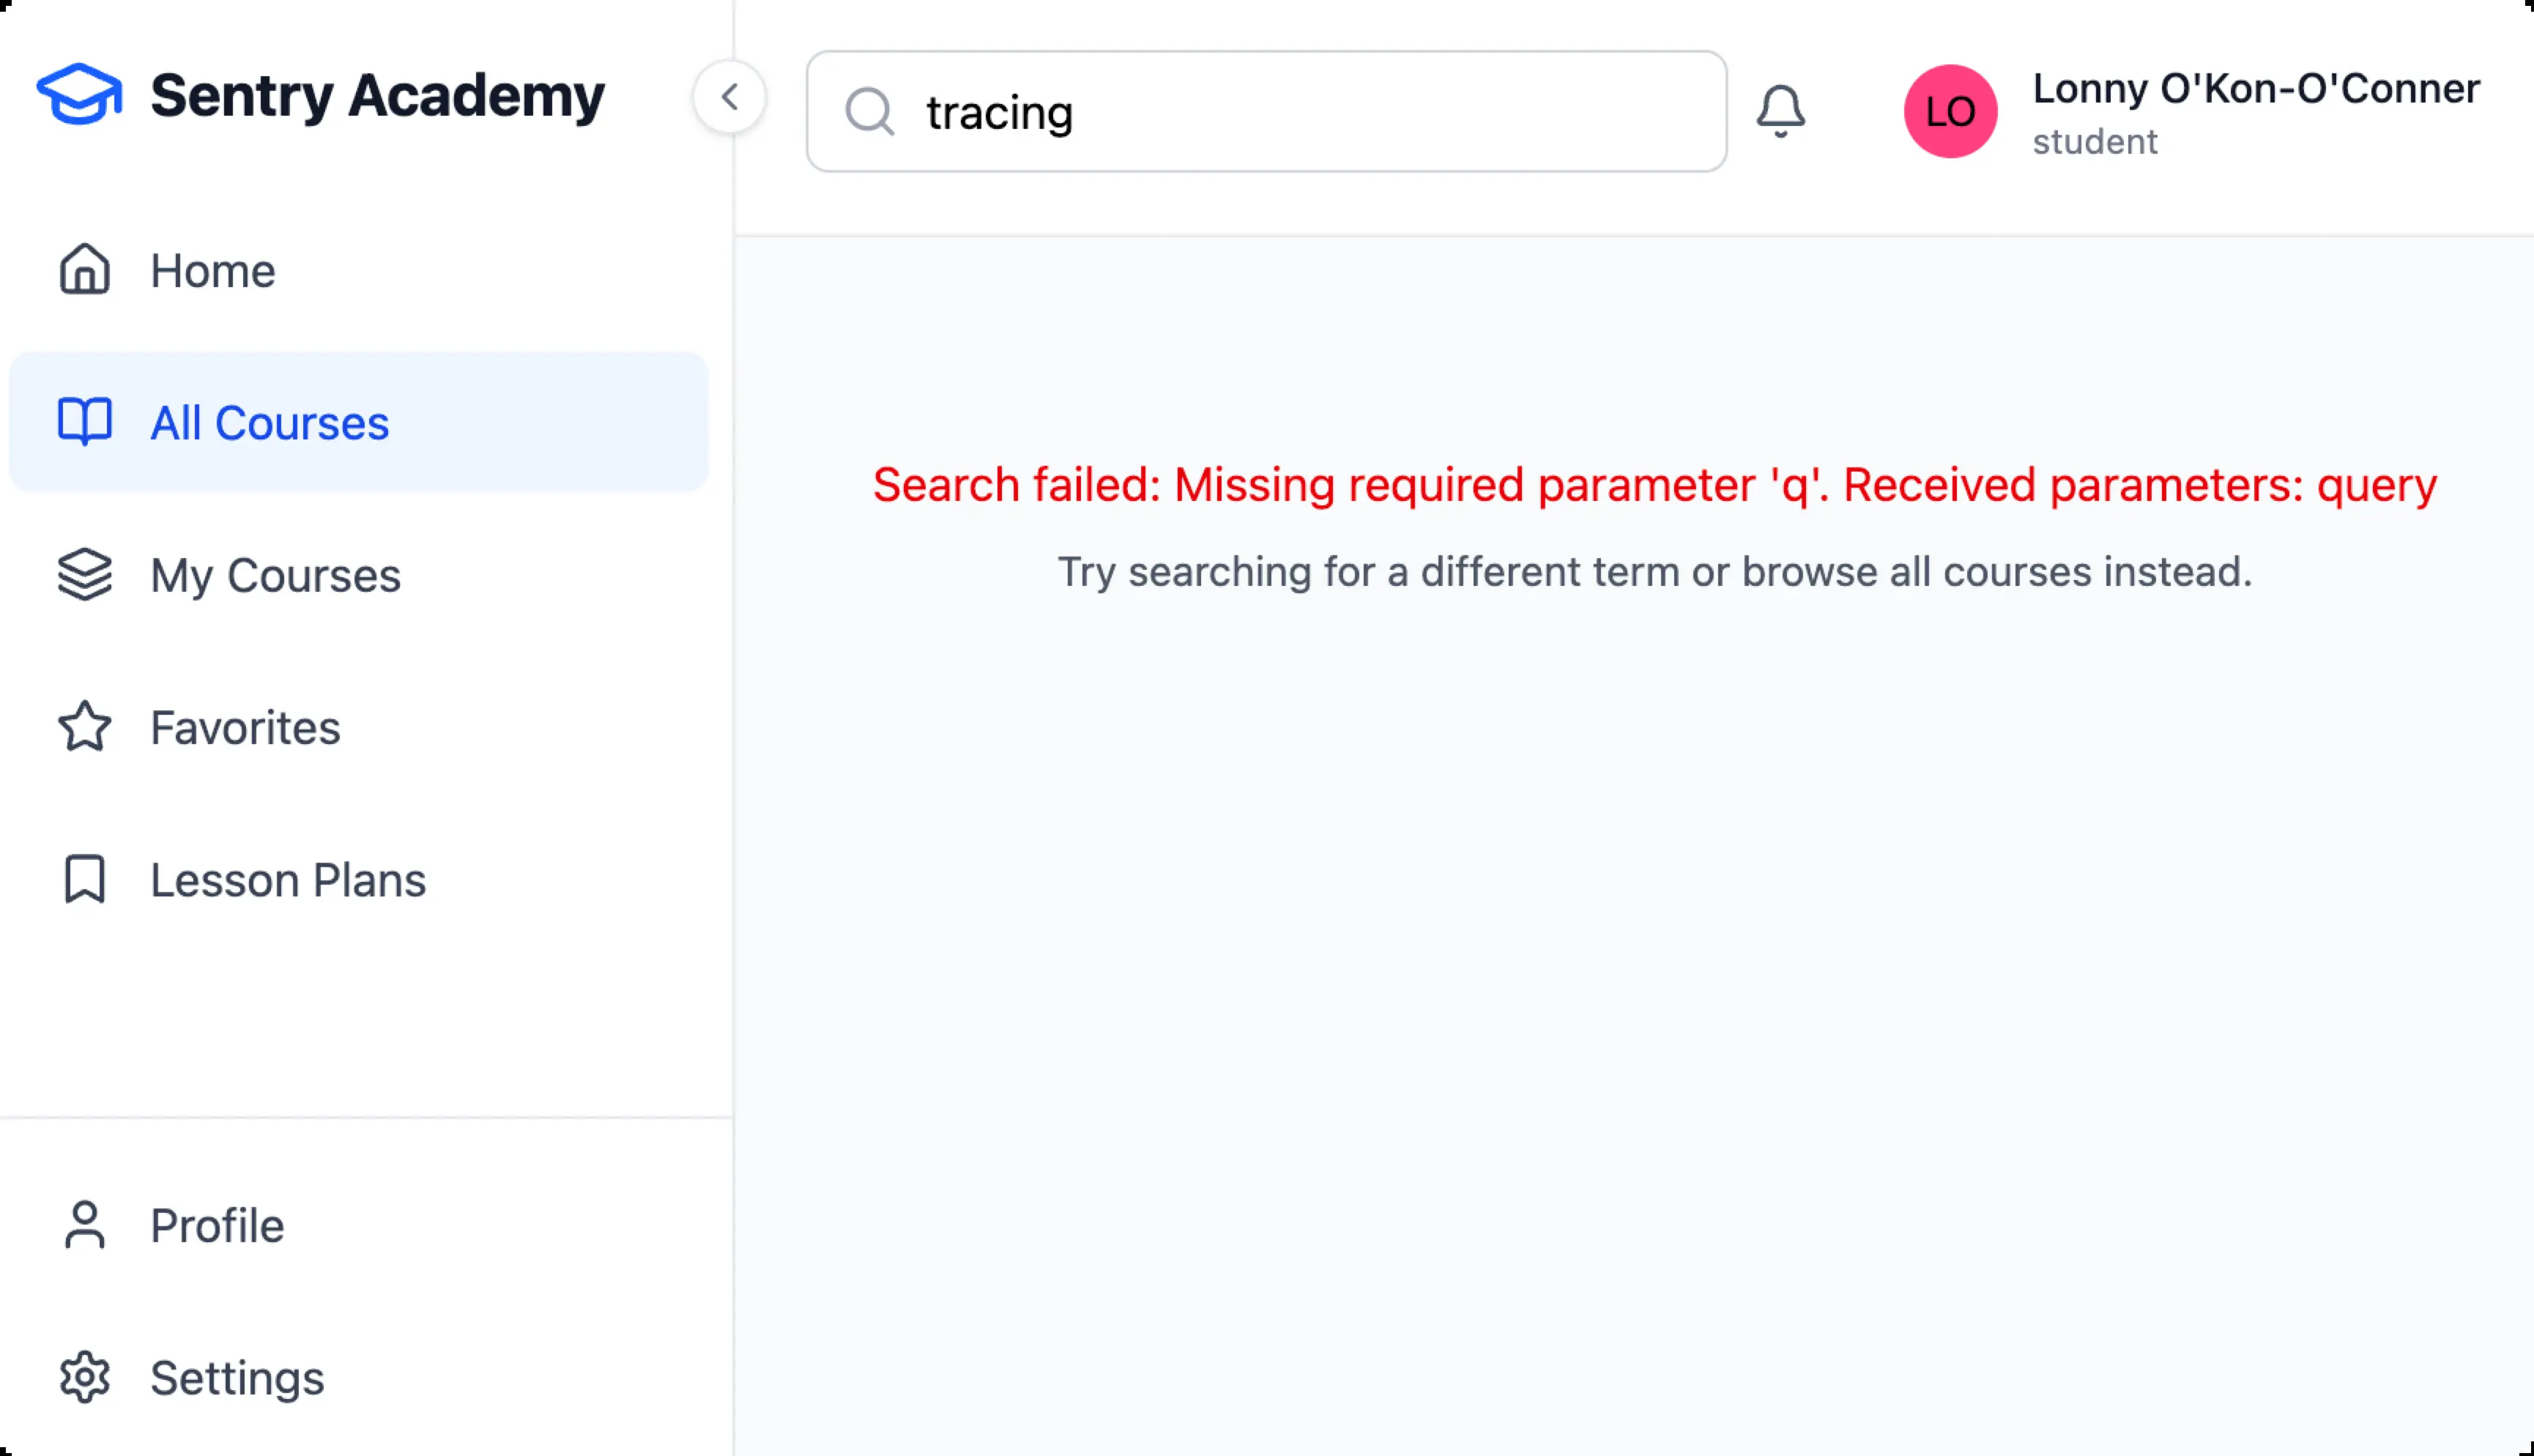 Sentry Academy
Home
All Courses
My Courses
Favorites
Lesson Plans
Profile
Settings
tracing
LO
Lonny O'Kon-O'Conner
student
Search failed: Missing required parameter 'q'. Received parameters: query
Try searching for a different term or browse all courses instead.